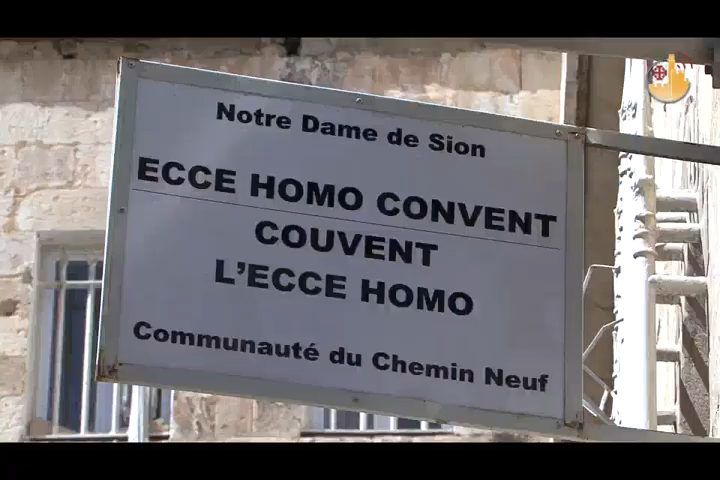 Notre Dame de Sion
ECCE HOMO CONVENT
COUVENT
L'ECCE HOMO
Communauté du Chemin Neuf